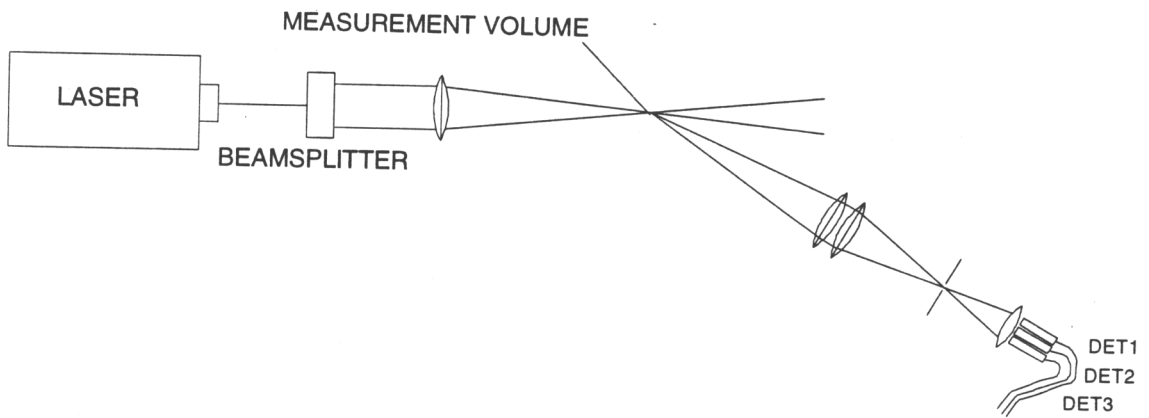 MEASUREMENT VOLUME
LASER
BEAMSPLITTER
DET1
DET2
DET3